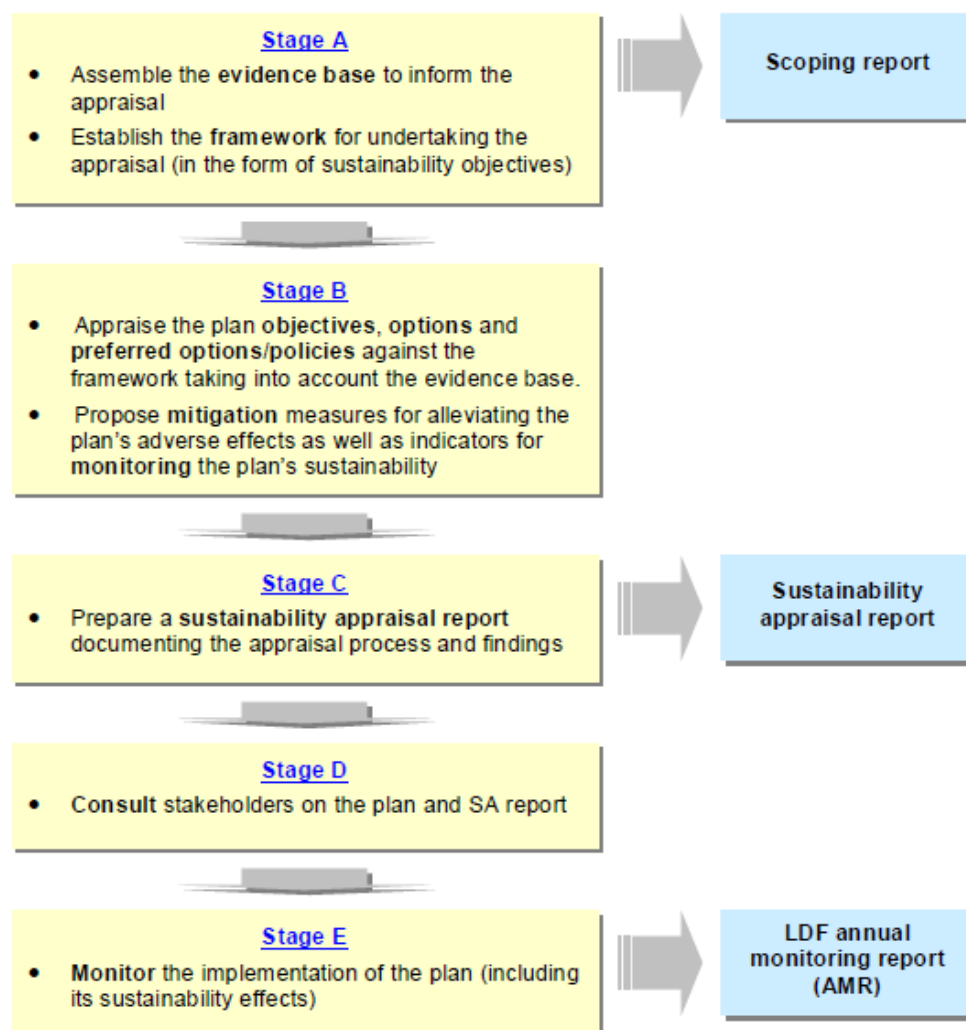 Stage A
• Assemble the evidence base to inform the
appraisal
• Establish the framework for undertaking the
appraisal (in the form of sustainability objectives)
Scoping report
Stage B
• Appraise the plan objectives, options and
preferred options/policies against the
framework taking into account the evidence base.
• Propose mitigation measures for alleviating the
plan's adverse effects as well as indicators for
monitoring the plan's sustainability
Stage C
• Prepare a sustainability appraisal report
documenting the appraisal process and findings
Sustainability
appraisal report
Stage D
• Consult stakeholders on the plan and SA report
Stage E
• Monitor the implementation of the plan (including
its sustainability effects)
LDF annual
monitoring report
(AMR)